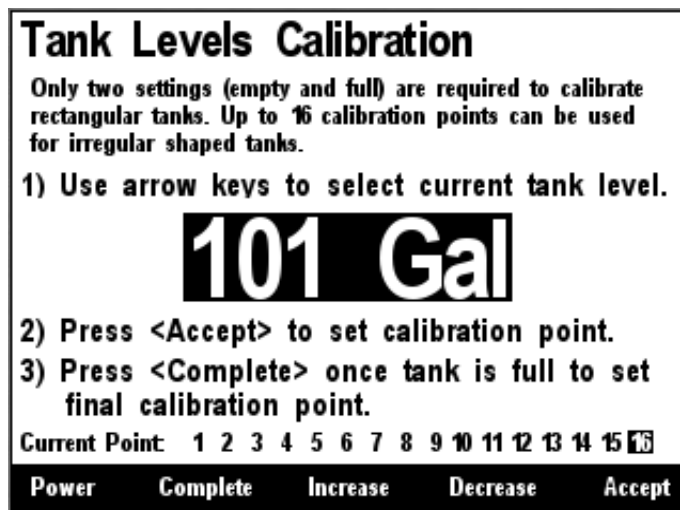 Tank Levels Calibration
Only two settings (empty and full) are required to calibrate
rectangular tanks. Up to 16 calibration points can be used
for irregular shaped tanks.
1) Use arrow keys to select current tank level.
101 Gal
2) Press <Accept> to set calibration point.
3) Press <Complete> once tank is full to set
final calibration point.
Current Point: 1 2 3 4 5 6 7 8 9 10 11 12 13 14 15 16
Power Complete Increase Decrease Accept